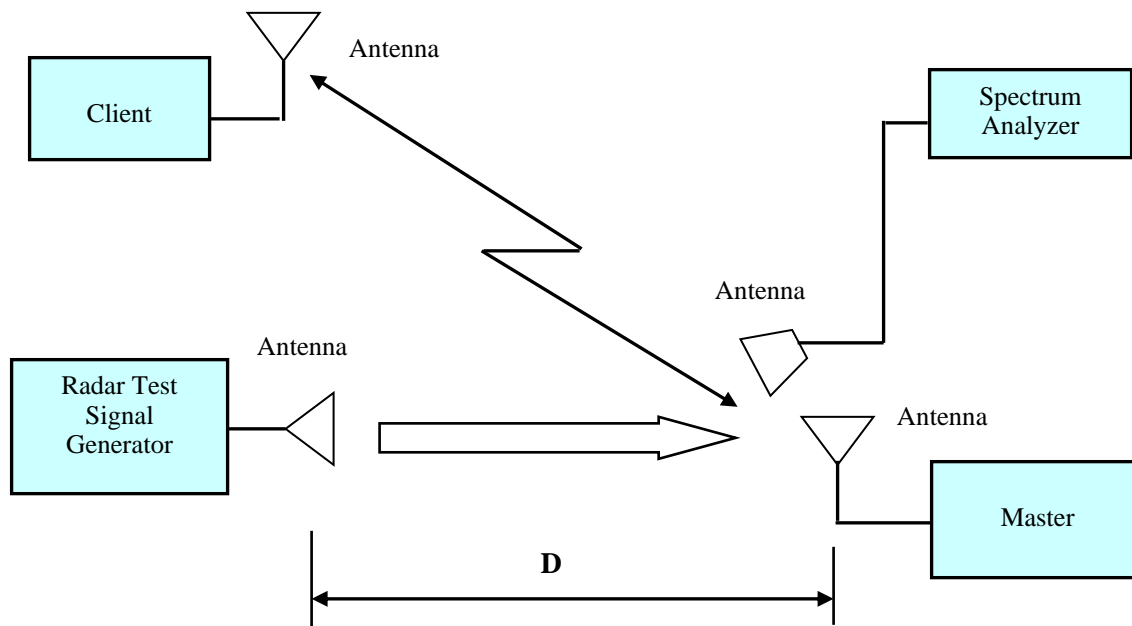 Antenna
Client
Spectrum
Analyzer
Antenna
Antenna
Radar Test
Signal
Generator
Antenna
Master
D